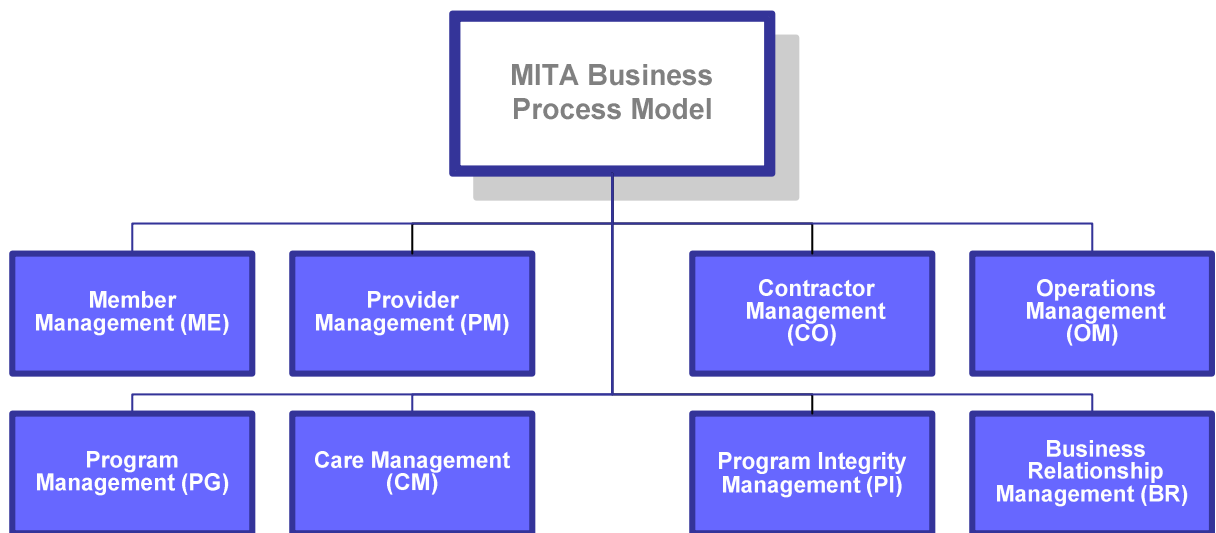 MITA Business
Process Model
Member
Management (ME)
Provider
Management (PM)
Contractor
Management
(CO)
Operations
Management
(OM)
Program
Management (PG)
Care Management
(CM)
Program Integrity
Management (PI)
Business
Relationship
Management (BR)